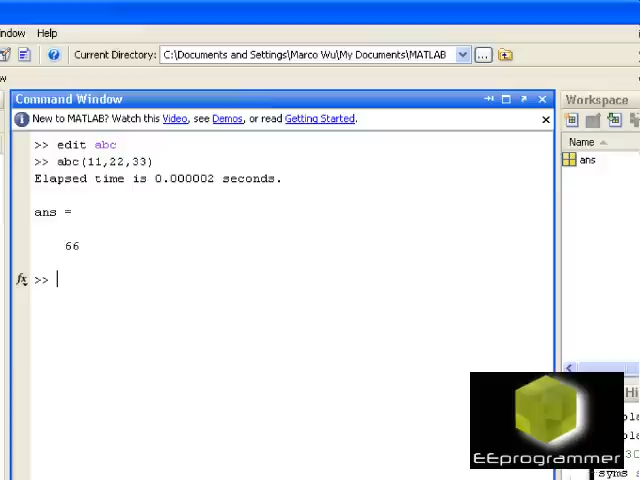 indow Help
Current Directory: C:\Documents and Settings\Marco Wu\My Documents\MATLAB ...
Command Window
Workspace
New to MATLAB? Watch this Video, see Demos, or read Getting Started.
Name
ans
>> edit abc
>> abc(11,22,33)
Elapsed time is 0.000002 seconds.
ans =
66
fx >>
EEprogrammer
syms